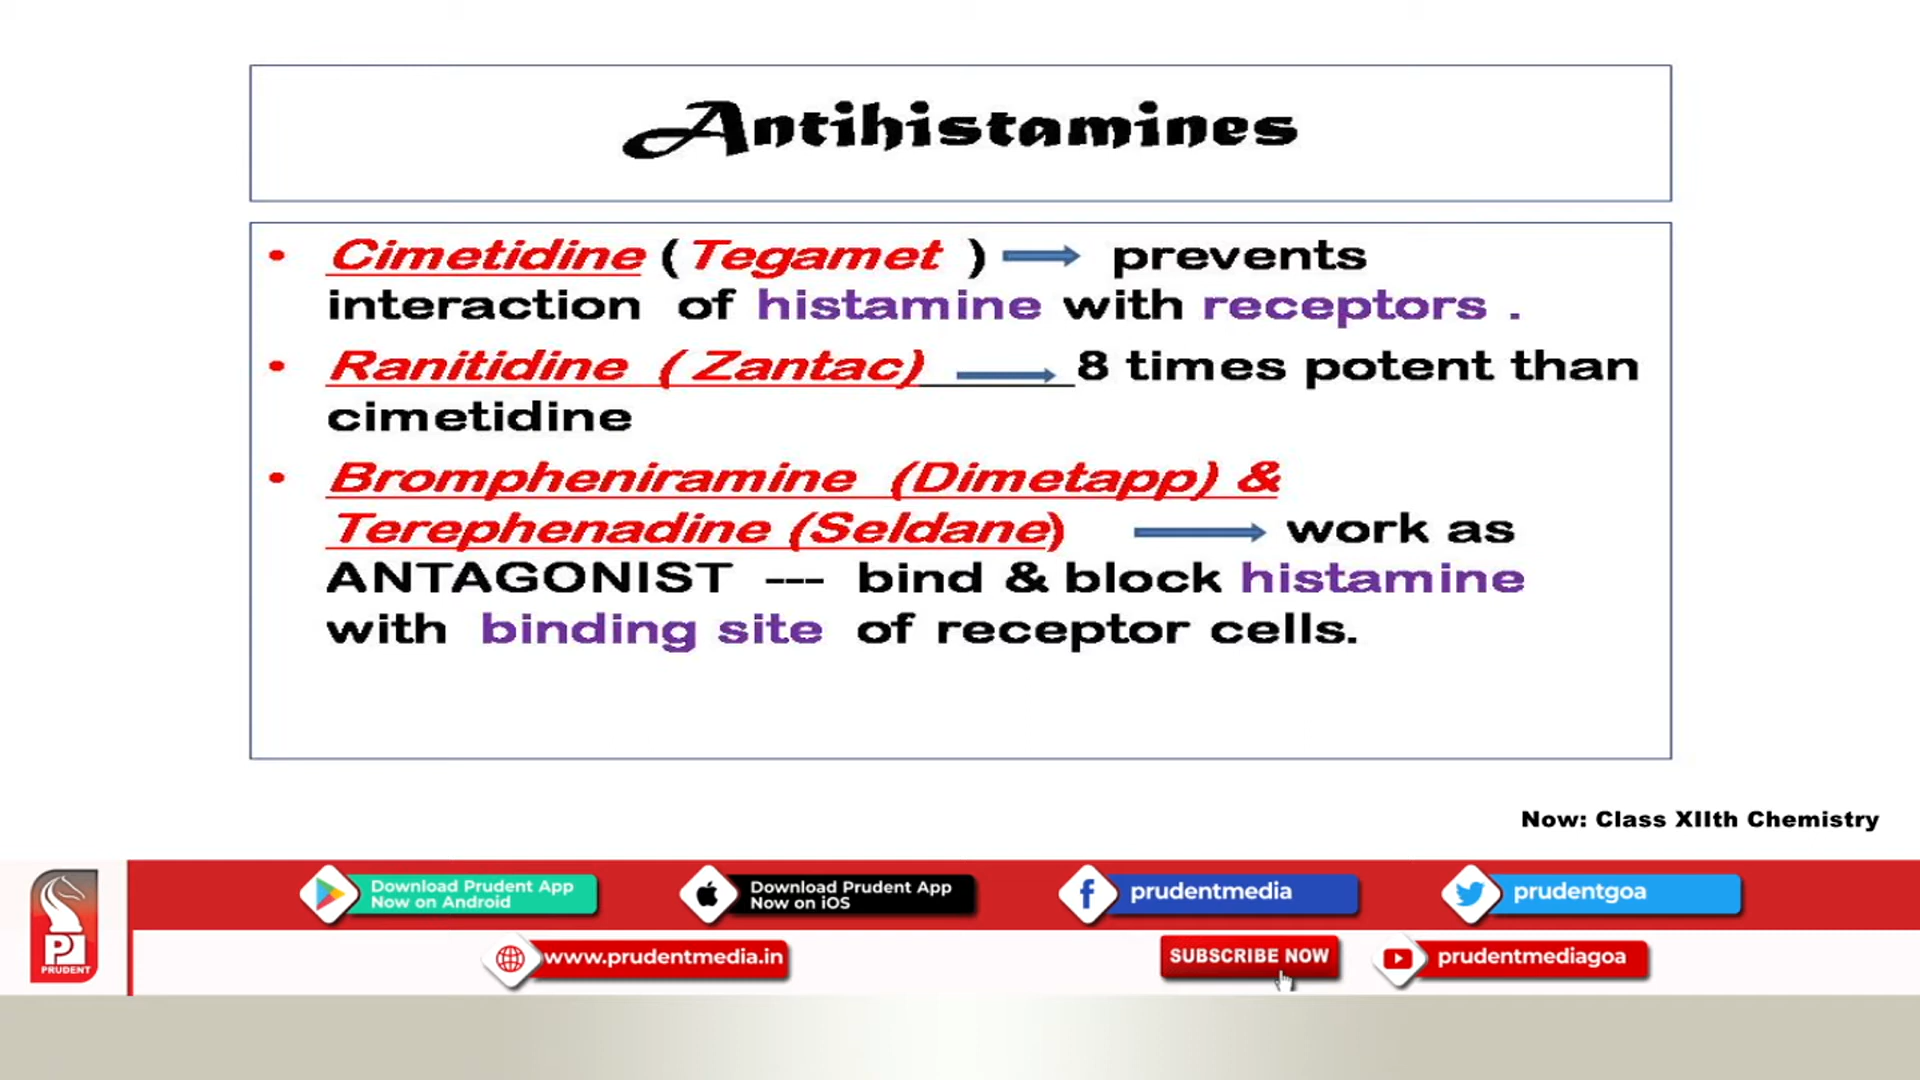 Antihistamines
• Cimetidine (Tegamet ) prevents
interaction of histamine with receptors .
• Ranitidine ( Zantac) 8 times potent than
cimetidine
• Brompheniramine (Dimetapp) &
Terephenadine (Seldane) work as
ANTAGONIST --- bind & block histamine
with binding site of receptor cells.
Now: Class XIIth Chemistry
Download Prudent App
Now on Android
Download Prudent App
Now on iOS
prudentmedia
prudentgoa
PRUDENT
www.prudentmedia.in
SUBSCRIBE NOW
prudentmediagoa